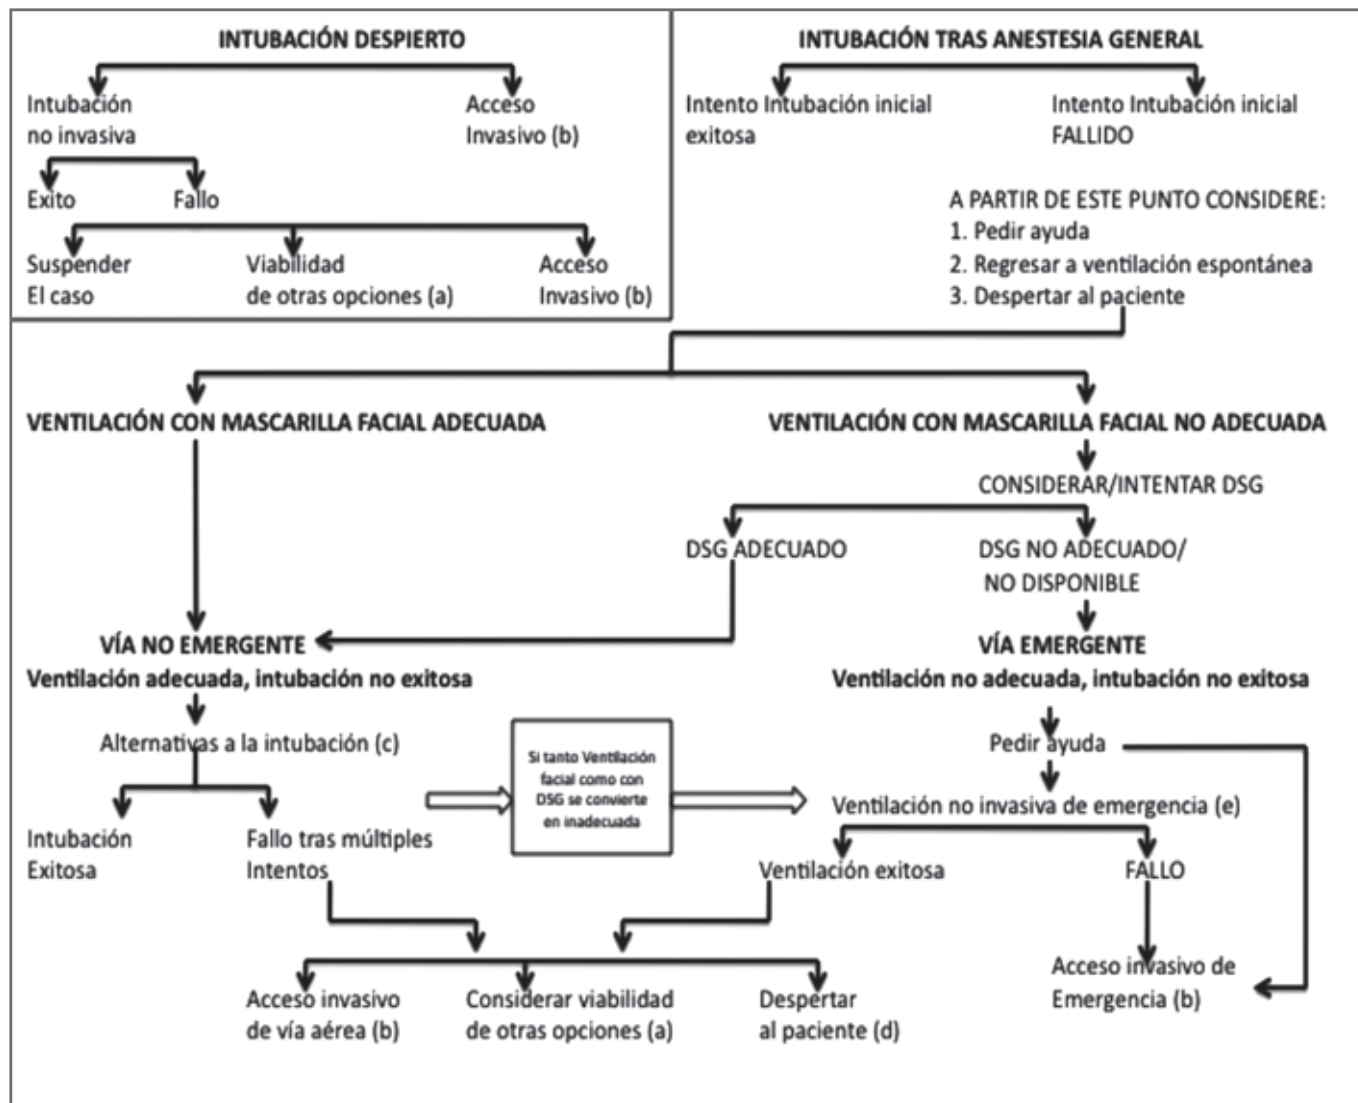 INTUBACIÓN DESPIERTO
Intubación
no invasiva
Acceso
Invasivo (b)
Exito
Fallo
Suspender
El caso
Viabilidad
de otras opciones (a)
Acceso
Invasivo (b)
INTUBACIÓN TRAS ANESTESIA GENERAL
Intento Intubación inicial
exitosa
Intento Intubación inicial
FALLIDO
A PARTIR DE ESTE PUNTO CONSIDERE:
1. Pedir ayuda
2. Regresar a ventilación espontánea
3. Despertar al paciente
VENTILACIÓN CON MASCARILLA FACIAL ADECUADA
VENTILACIÓN CON MASCARILLA FACIAL NO ADECUADA
CONSIDERAR/INTENTAR DSG
DSG ADECUADO
DSG NO ADECUADO/
NO DISPONIBLE
VÍA NO EMERGENTE
Ventilación adecuada, intubación no exitosa
VÍA EMERGENTE
Ventilación no adecuada, intubación no exitosa
Alternativas a la intubación (c)
Intubación
Exitosa
Fallo tras múltiples
Intentos
Si tanto Ventilación
facial como con
DSG se convierte
en inadecuada
Pedir ayuda
Ventilación no invasiva de emergencia (e)
Ventilación exitosa
FALLO
Acceso invasivo de
Emergencia (b)
Acceso invasivo
de vía aérea (b)
Considerar viabilidad
de otras opciones (a)
Despertar
al paciente (d)